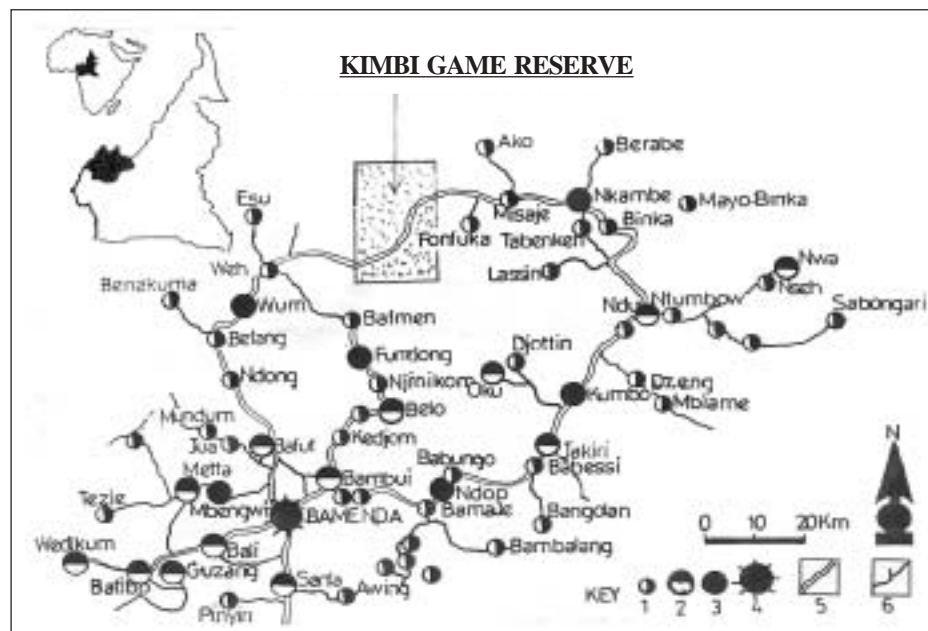 KIMBI GAME RESERVE
Ako
Berabe
Esu
Nkambe
Misaje
Mayo-Binka
Binka
Fonfuka
Tabenken
Weh
Lassin
Nwa
Nseh
Benakuma
Wum
Ndu
Ntumbow
Sabongari
Batmen
Befang
Fundong
Djottin
Ndong
Njinikom
Oku
Kumbo
Dzeng
Mbiame
Belo
Mundum
Kedjom
Jua
Bafut
Jakiri
Metta
Bambui
Babungo
Babessi
N
Ndop
Tezie
Mbengwi
BAMENDA
Bamale
Bangolan
0 10 20Km
Wadikum
Bali
Bambalang
Batibo
Guzang
Santa
Awing
KEY
1 2 3 4 5 6
Pinyin